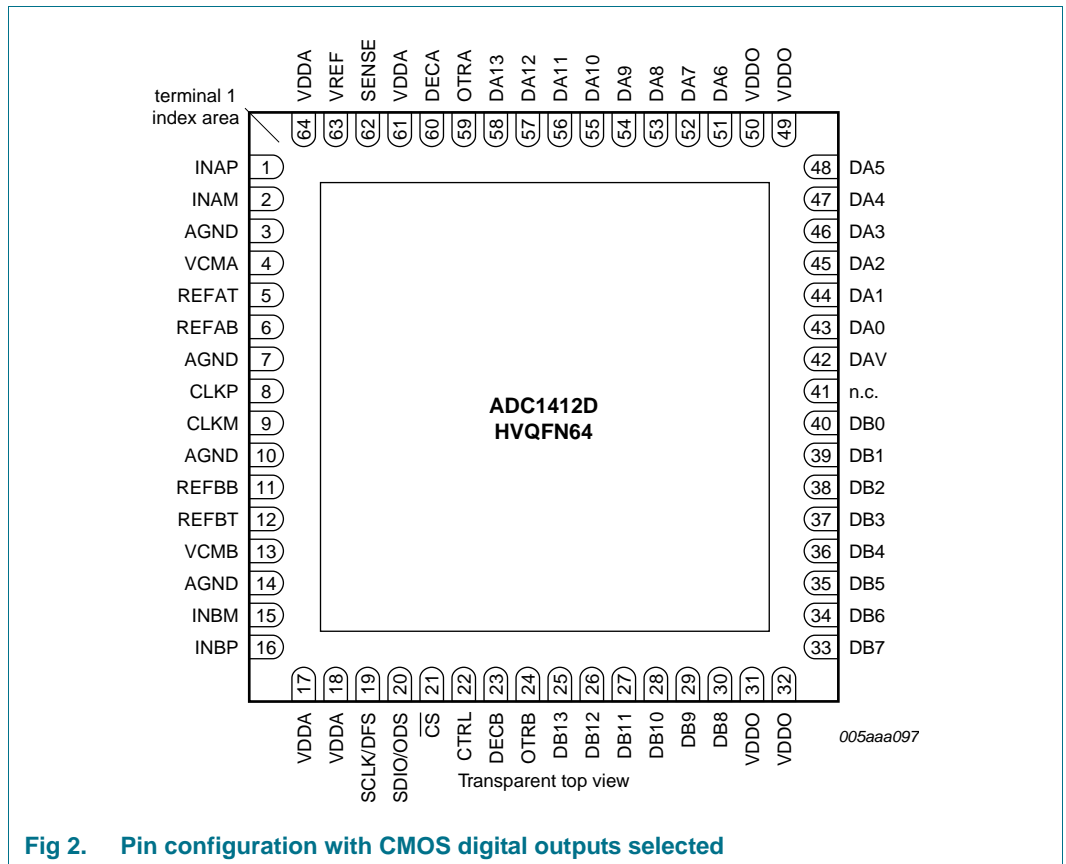 VDDA VREF SENSE VDDA DECA OTRA DA13 DA12 DA11 DA10 DA9 DA8 DA7 DA6 VDDO VDDO
terminal 1
index area
64 63 62 61 60 59 58 57 56 55 54 53 52 51 50 49
INAP 1 48 DA5
INAM 2 47 DA4
AGND 3 46 DA3
VCMA 4 45 DA2
REFAT 5 44 DA1
REFAB 6 43 DA0
AGND 7 42 DAV
CLKP 8 41 n.c.
ADC1412D
HVQFN64
CLKM 9 40 DB0
AGND 10 39 DB1
REFBB 11 38 DB2
REFBT 12 37 DB3
VCMB 13 36 DB4
AGND 14 35 DB5
INBM 15 34 DB6
INBP 16 33 DB7
17 18 19 20 21 22 23 24 25 26 27 28 29 30 31 32
VDDA VDDA SCLK/DFS SDIO/ODS CS CTRL DECB OTRB DB13 DB12 DB11 DB10 DB9 DB8 VDDO VDDO
005aaa097
Transparent top view
Fig 2. Pin configuration with CMOS digital outputs selected